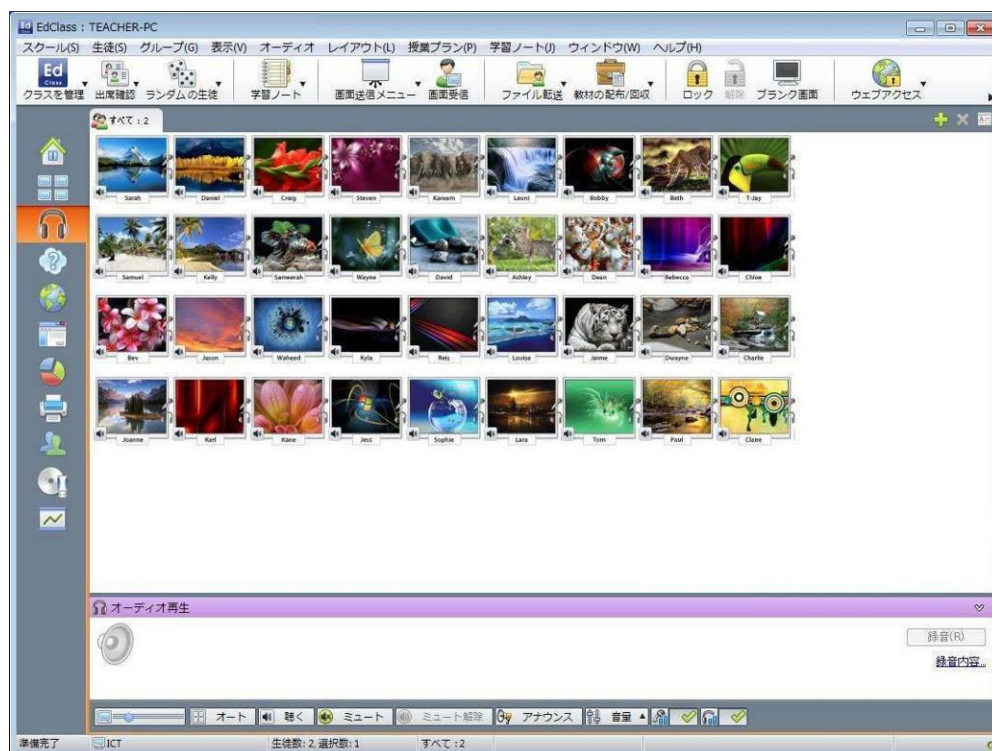 EdClass : TEACHER-PC
スクール(S) 生徒(S) グループ(G) 表示(V) オーディオ レイアウト(L) 授業プラン(P) 学習ノート(J) ウィンドウ(W) ヘルプ(H)
Ed
Class
クラスを管理 出席確認 ランダムの生徒 学習ノート 画面送信メニュー 画面受信 ファイル転送 教材の配布/回収 ロック 解除 ブランク画面 ウェブアクセス
すべて : 2
Sarah Daniel Craig Steven Kareem Leoni Bobby Beth T-Jay
Samuel Kelly Sameerah Wayne David Ashley Dean Rebecca Chloe
Bev Jason Waheed Kyla Reis Louise Jaime Dwayne Charlie
Joanne Karl Kane Jess Sophie Lara Tom Paul Claire
オーディオ再生
録音(R)
録音内容...
オート 聴く ミュート ミュート解除 アナウンス 音量
準備完了 ICT 生徒数: 2, 選択数: 1 すべて : 2